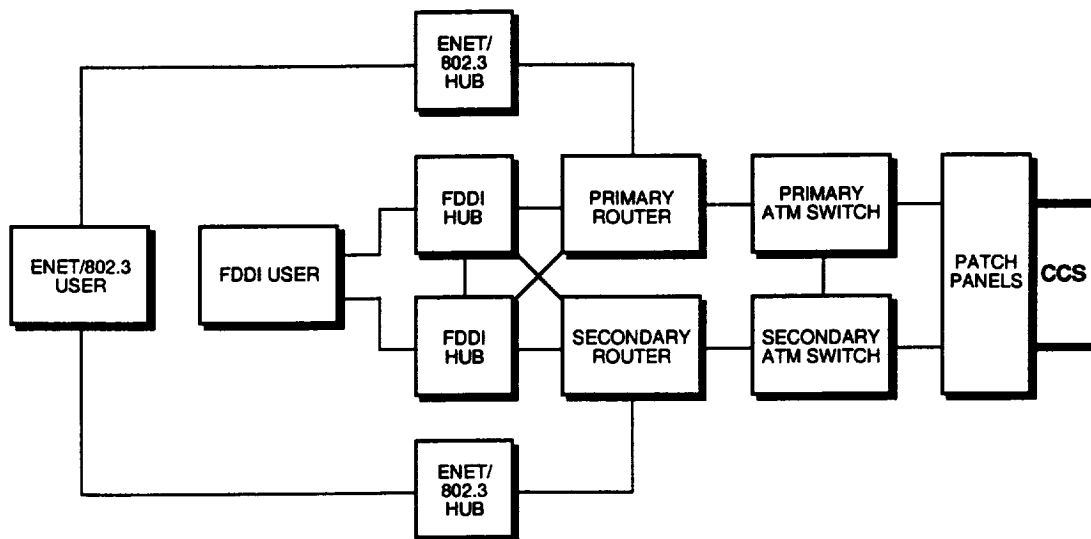 ENET/
802.3
HUB
FDDI
HUB
PRIMARY
ROUTER
PRIMARY
ATM SWITCH
ENET/802.3
USER
FDDI USER
PATCH
PANELS
CCS
FDDI
HUB
SECONDARY
ROUTER
SECONDARY
ATM SWITCH
ENET/
802.3
HUB